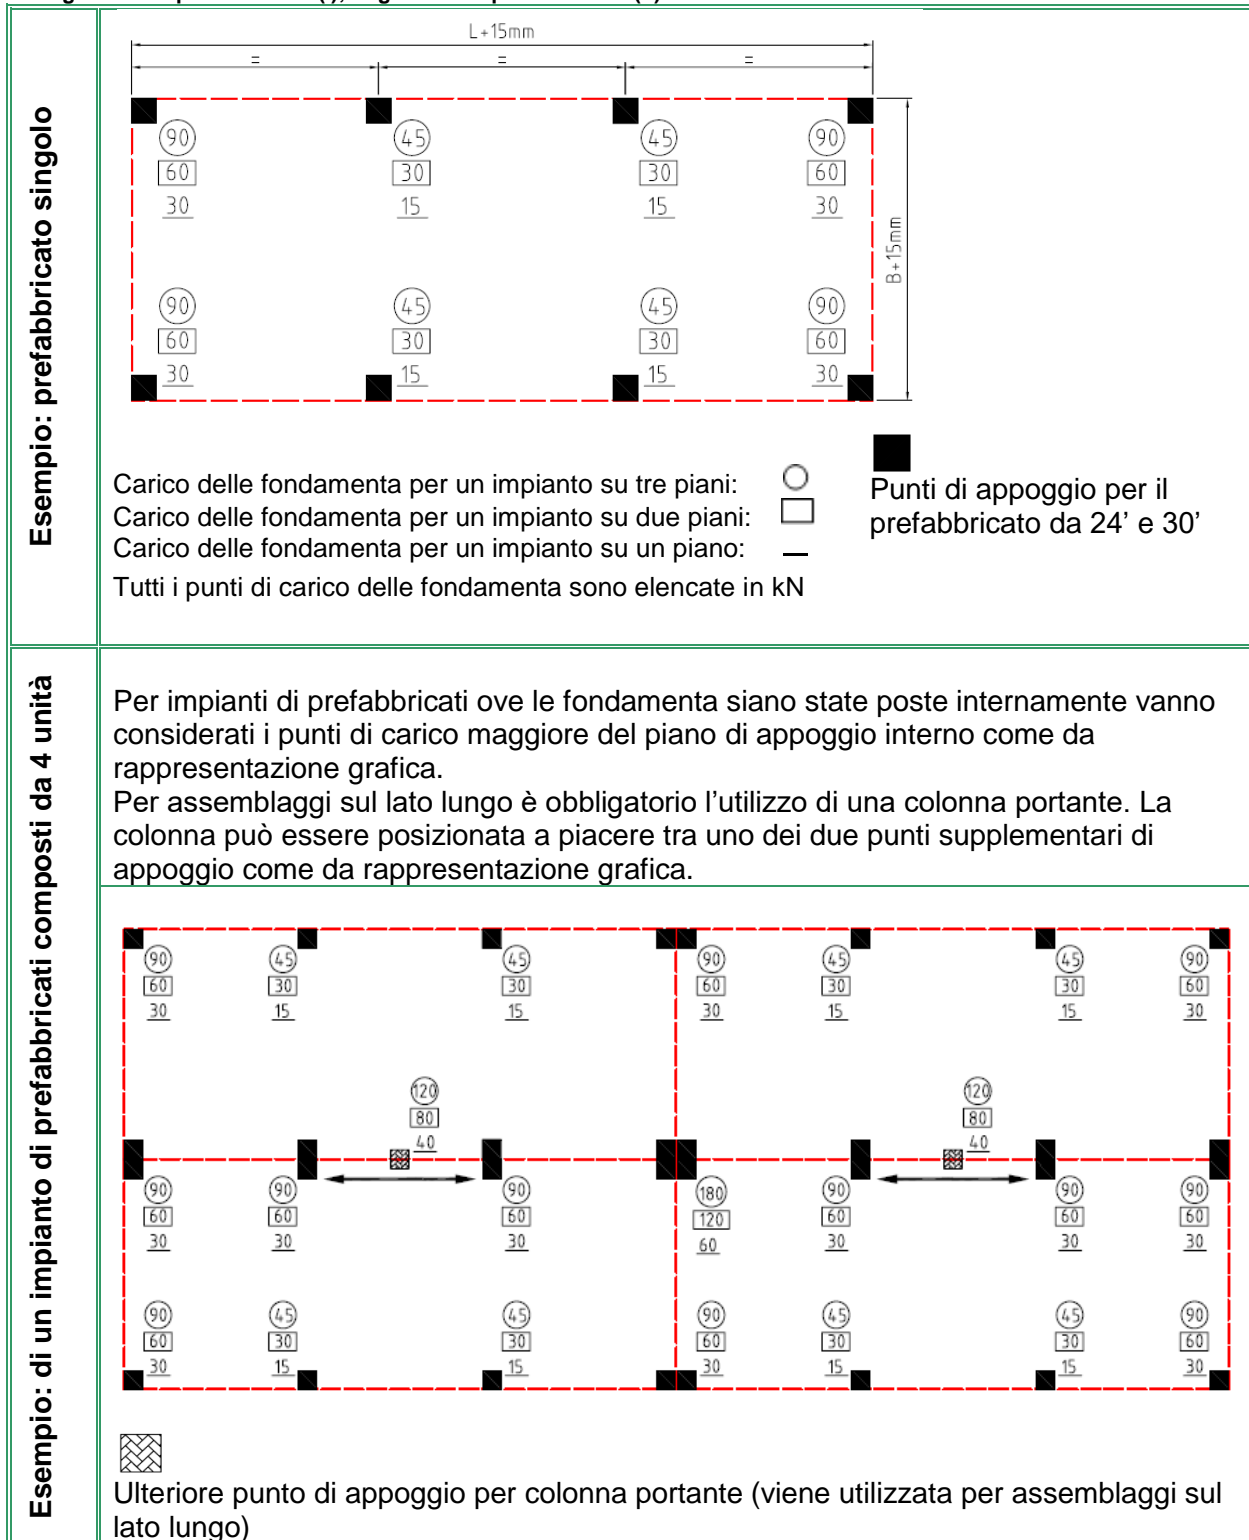 Esempio: prefabbricato singolo
L+15mm
= = =
90 45 45 90
60 30 30 60
30 15 15 30
B+15mm
90 45 45 90
60 30 30 60
30 15 15 30
Carico delle fondamenta per un impianto su tre piani:
Carico delle fondamenta per un impianto su due piani:
Carico delle fondamenta per un impianto su un piano:
Tutti i punti di carico delle fondamenta sono elencate in kN
Punti di appoggio per il
prefabbricato da 24’ e 30’
Esempio: di un impianto di prefabbricati composti da 4 unità
Per impianti di prefabbricati ove le fondamenta siano state poste internamente vanno
considerati i punti di carico maggiore del piano di appoggio interno come da
rappresentazione grafica.
Per assemblaggi sul lato lungo è obbligatorio l’utilizzo di una colonna portante. La
colonna può essere posizionata a piacere tra uno dei due punti supplementari di
appoggio come da rappresentazione grafica.
90 45 45 90 45 45 90
60 30 30 60 30 30 60
30 15 15 30 15 15 30
120 120
80 80
40 40
90 90 90 180 90 90 90
60 60 60 120 60 60 60
30 30 30 60 30 30 30
90 45 45 90 45 45 90
60 30 30 60 30 30 60
30 15 15 30 15 15 30
Ulteriore punto di appoggio per colonna portante (viene utilizzata per assemblaggi sul
lato lungo)